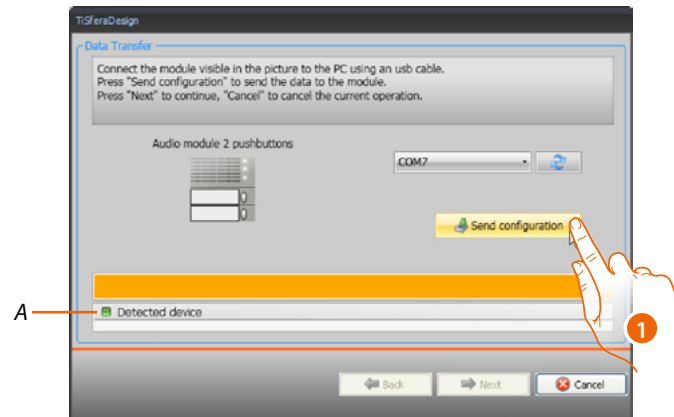 TiSferaDesign
Data Transfer
Connect the module visible in the picture to the PC using an usb cable.
Press "Send configuration" to send the data to the module.
Press "Next" to continue, "Cancel" to cancel the current operation.
Audio module 2 pushbuttons
COM7
Send configuration
A
Detected device
1
Back
Next
Cancel